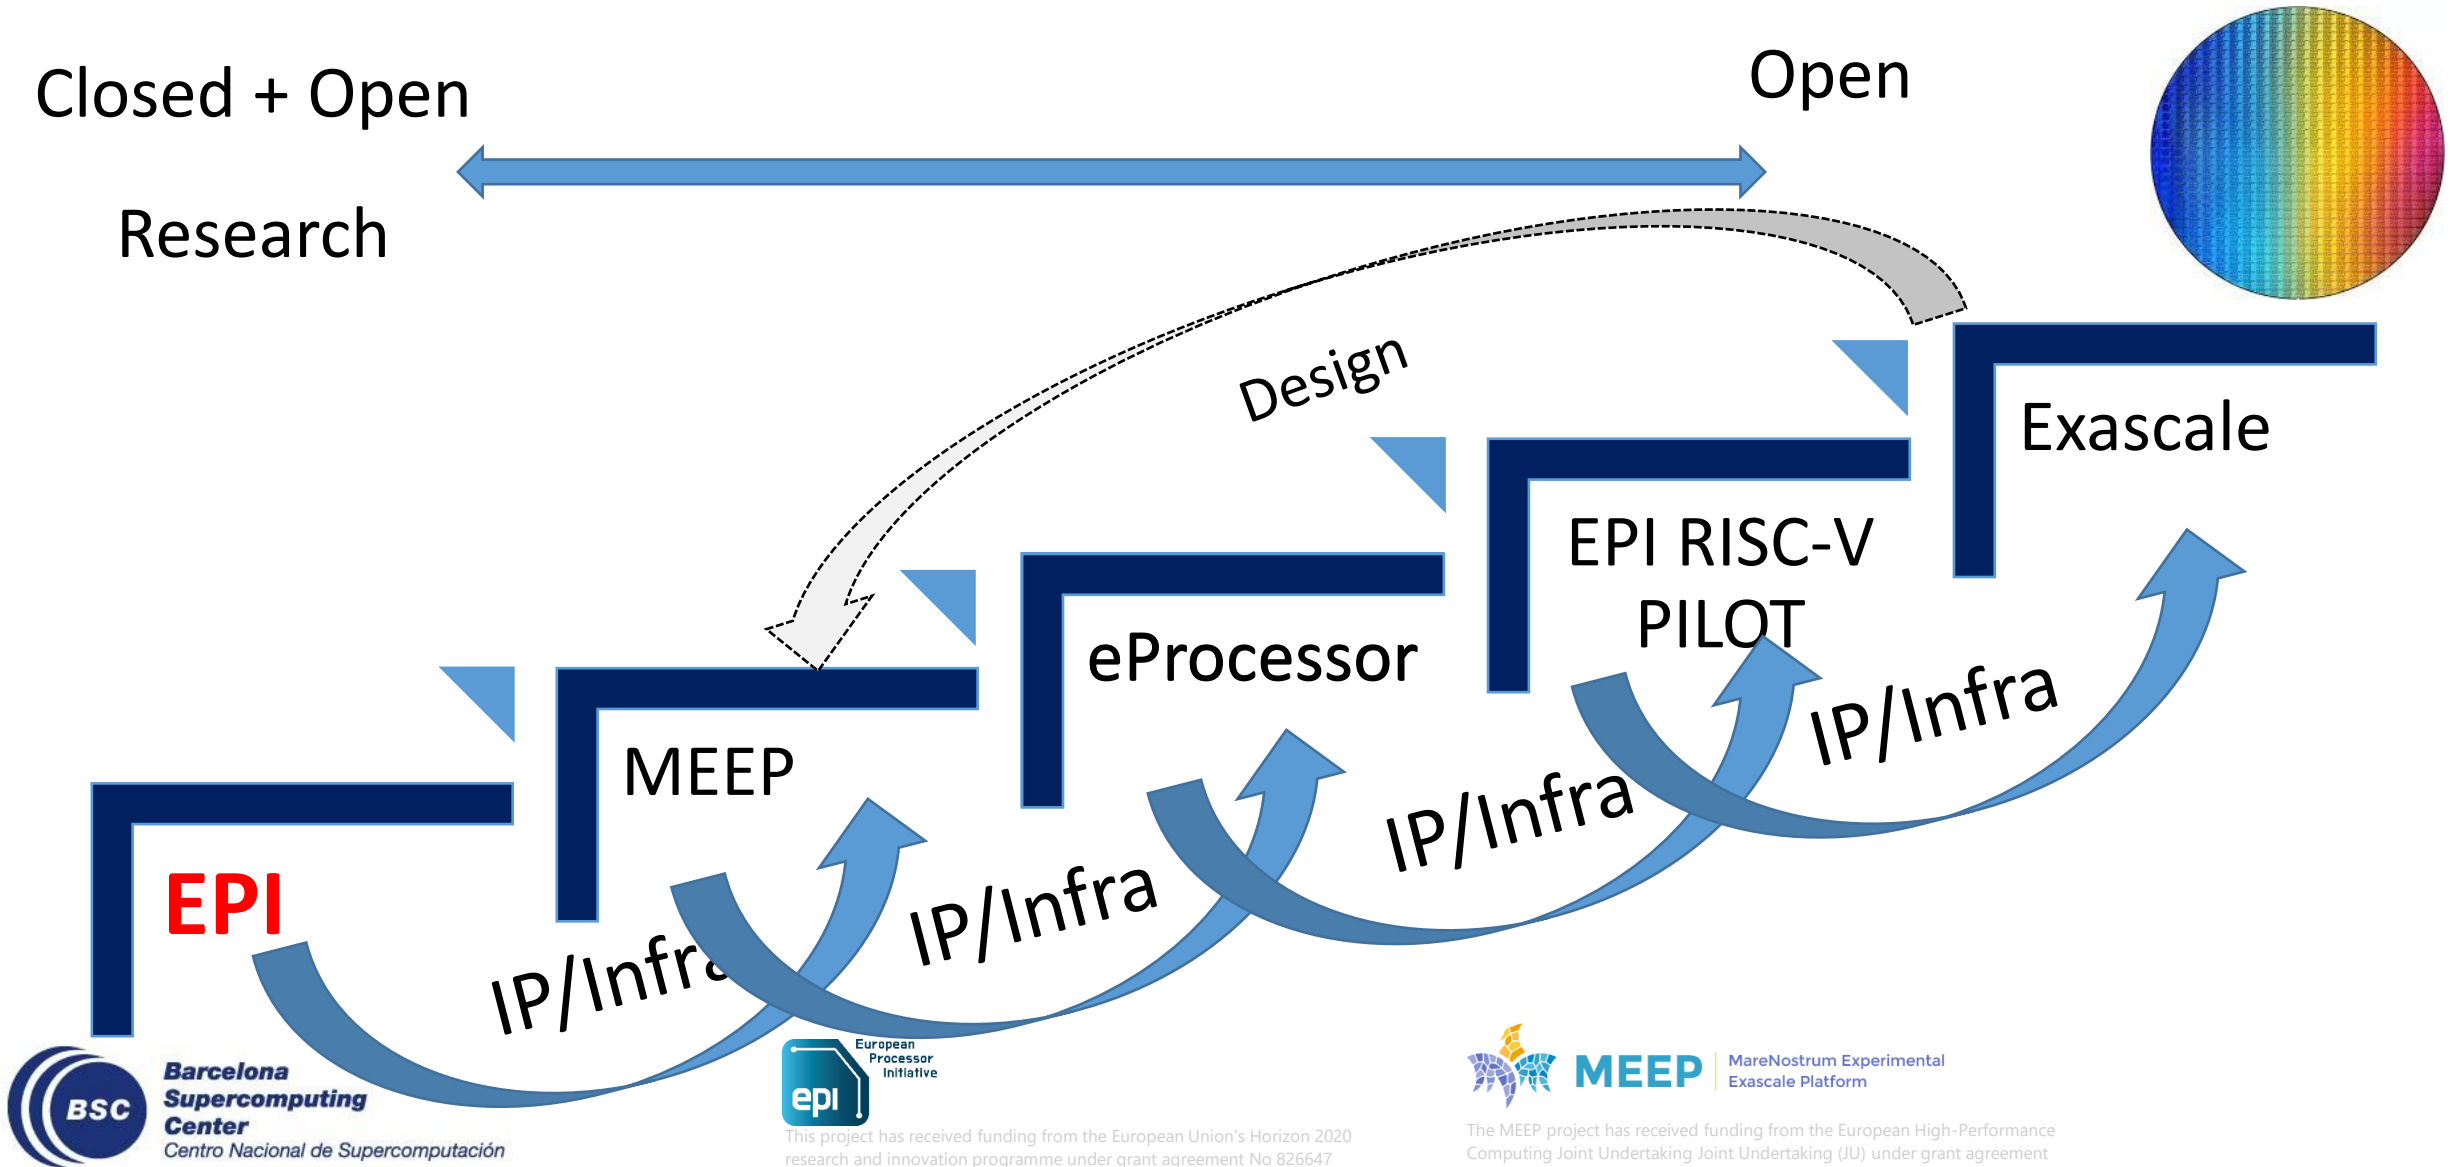 Closed + Open
Open
Research
Design
Exascale
EPI RISC-V
PILOT
eProcessor
MEEP
EPI
IP/Infra
IP/Infra
IP/Infra
IP/Infra
BSC
Barcelona
Supercomputing
Center
Centro Nacional de Supercomputación
epi
European
Processor
Initiative
This project has received funding from the European Union's Horizon 2020
research and innovation programme under grant agreement No 826647
MEEP
MareNostrum Experimental
Exascale Platform
The MEEP project has received funding from the European High-Performance
Computing Joint Undertaking Joint Undertaking (JU) under grant agreement